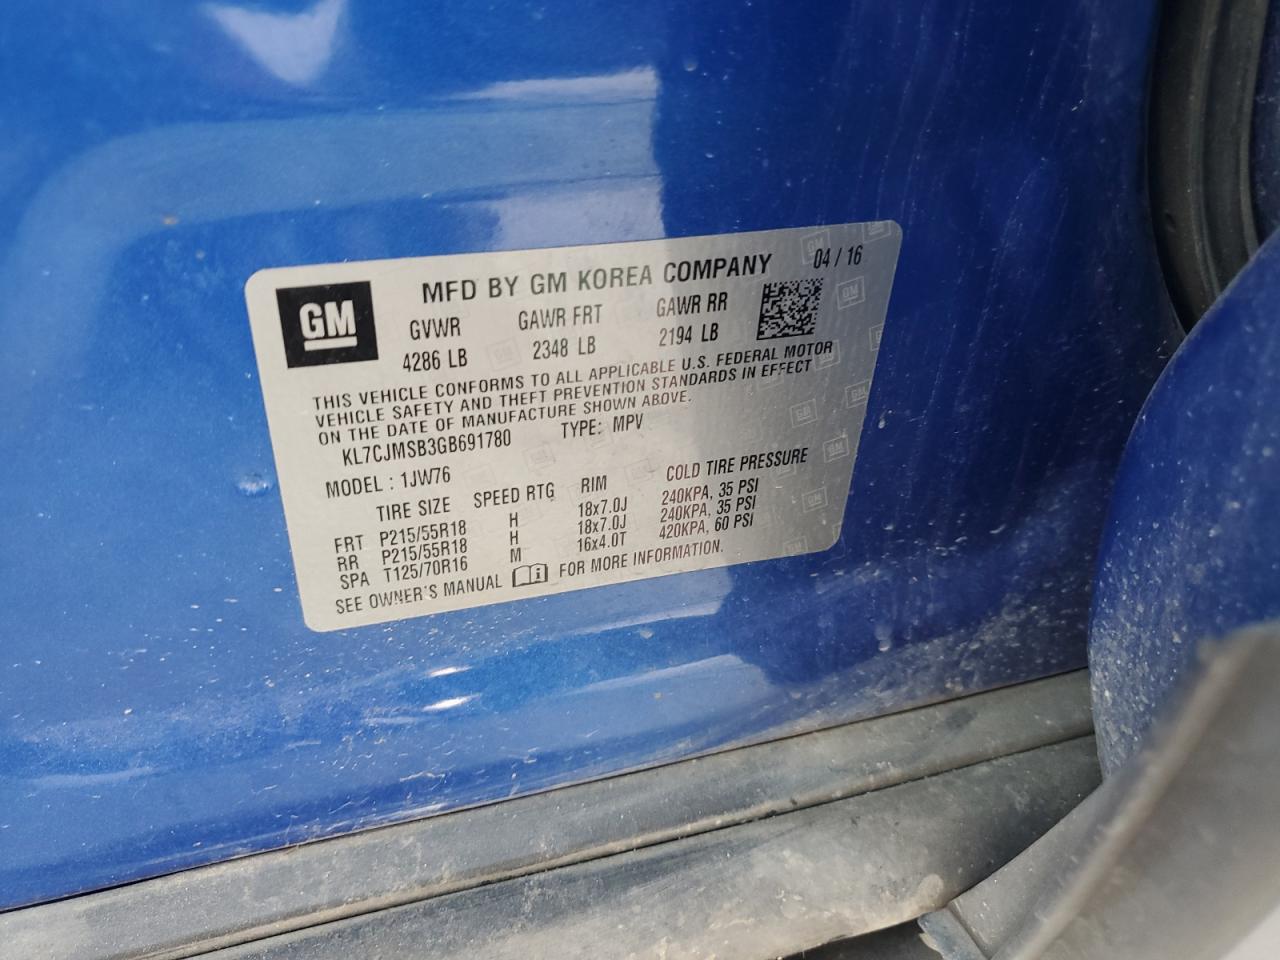 GM
MFD BY GM KOREA COMPANY 04 / 16
GVWR GAWR FRT GAWR RR
4286 LB 2348 LB 2194 LB
THIS VEHICLE CONFORMS TO ALL APPLICABLE U.S. FEDERAL MOTOR
VEHICLE SAFETY AND THEFT PREVENTION STANDARDS IN EFFECT
ON THE DATE OF MANUFACTURE SHOWN ABOVE.
KL7CJMSB3GB691780 TYPE: MPV
MODEL : 1JW76
TIRE SIZE SPEED RTG RIM COLD TIRE PRESSURE
FRT P215/55R18 H 18x7.0J 240KPA, 35 PSI
RR P215/55R18 H 18x7.0J 240KPA, 35 PSI
SPA T125/70R16 M 16x4.0T 420KPA, 60 PSI
SEE OWNER'S MANUAL FOR MORE INFORMATION.